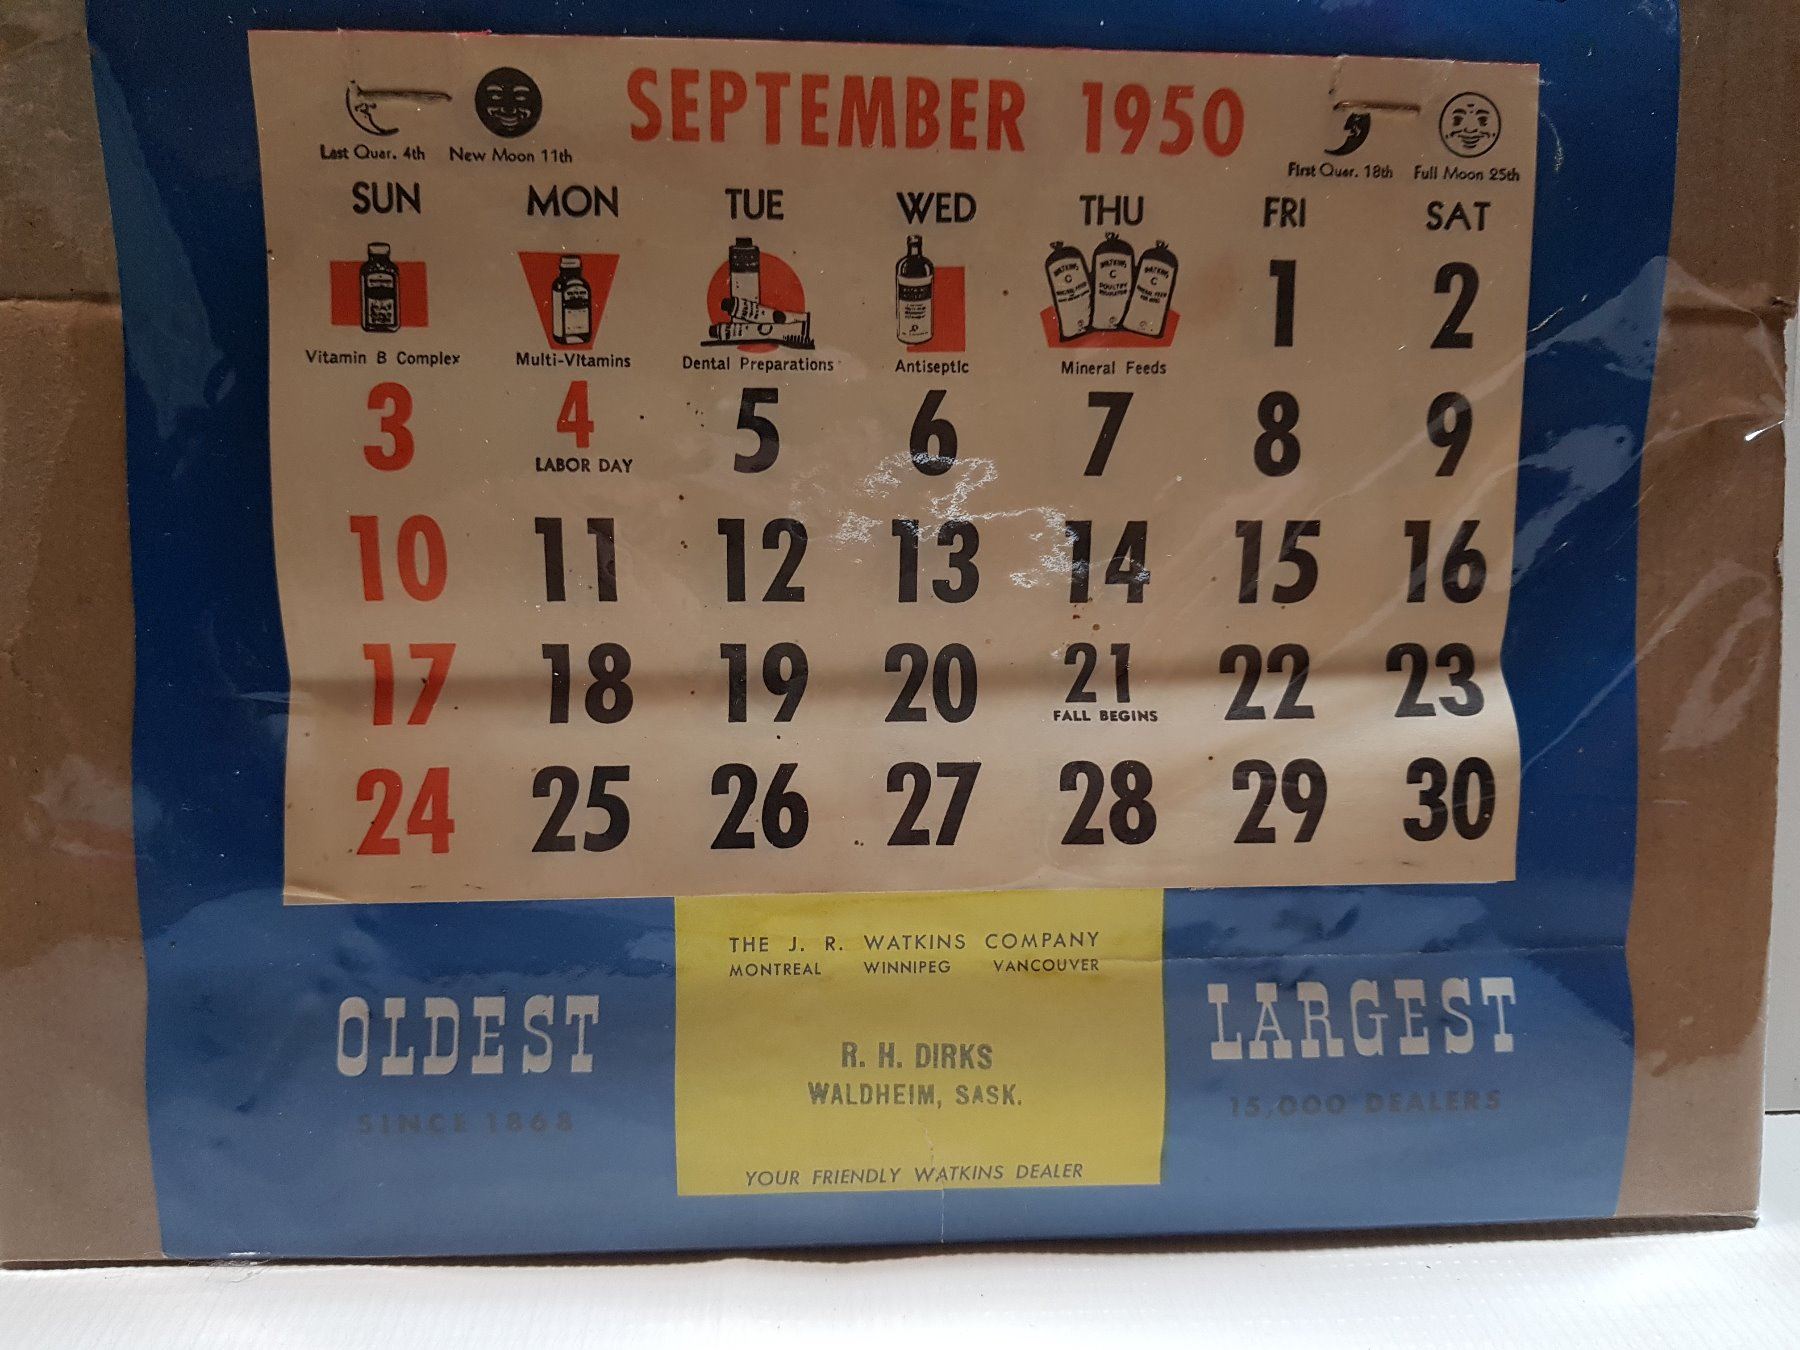 SEPTEMBER 1950
Last Quar. 4th New Moon 11th First Quar. 18th Full Moon 25th
SUN MON TUE WED THU FRI SAT
1 2
Vitamin B Complex Multi-Vitamins Dental Preparations Antiseptic Mineral Feeds
3 4 5 6 7 8 9
LABOR DAY
10 11 12 13 14 15 16
17 18 19 20 21 22 23
FALL BEGINS
24 25 26 27 28 29 30
THE J. R. WATKINS COMPANY
MONTREAL WINNIPEG VANCOUVER
OLDEST
SINCE 1868
R. H. DIRKS
WALDHEIM, SASK.
YOUR FRIENDLY WATKINS DEALER
LARGEST
15,000 DEALERS